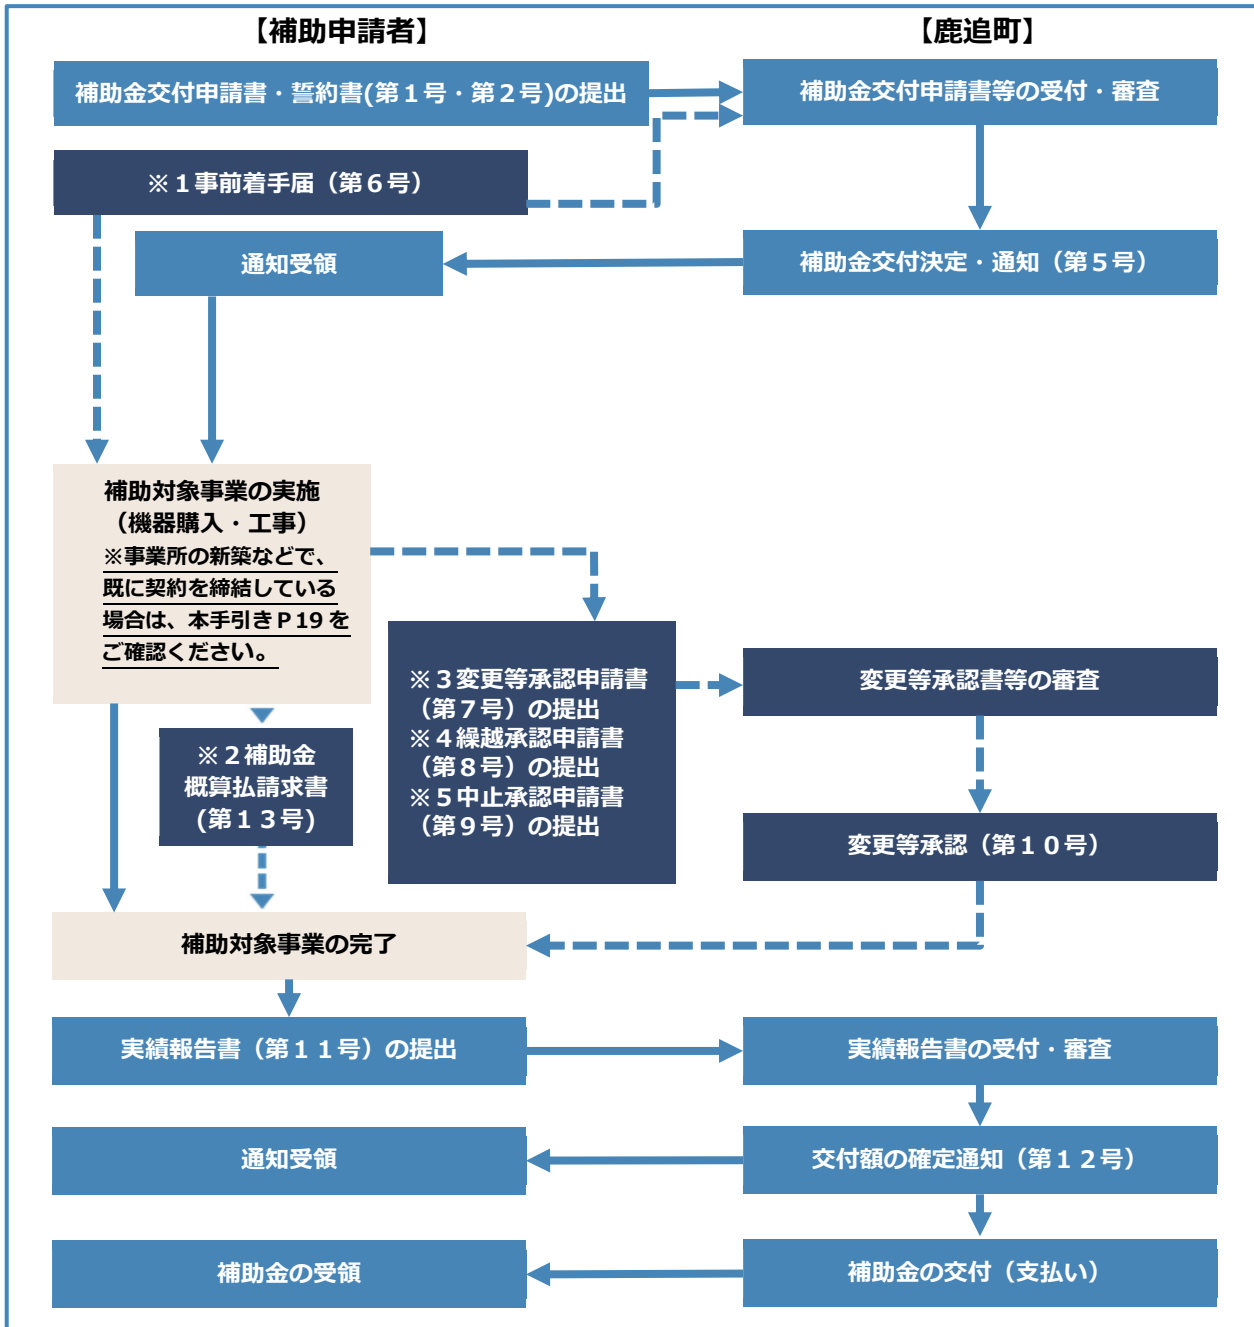 【補助申請者】
【鹿追町】
補助金交付申請書・誓約書(第１号・第２号)の提出
補助金交付申請書等の受付・審査
※１事前着手届（第６号）
通知受領
補助金交付決定・通知（第５号）
補助対象事業の実施
（機器購入・工事）
※事業所の新築などで、
既に契約を締結している
場合は、本手引きＰ19を
ご確認ください。
※３変更等承認申請書
（第７号）の提出
※４繰越承認申請書
（第８号）の提出
※５中止承認申請書
（第９号）の提出
変更等承認書等の審査
※２補助金
概算払請求書
(第１３号)
変更等承認（第１０号）
補助対象事業の完了
実績報告書（第１１号）の提出
実績報告書の受付・審査
通知受領
交付額の確定通知（第１２号）
補助金の受領
補助金の交付（支払い）